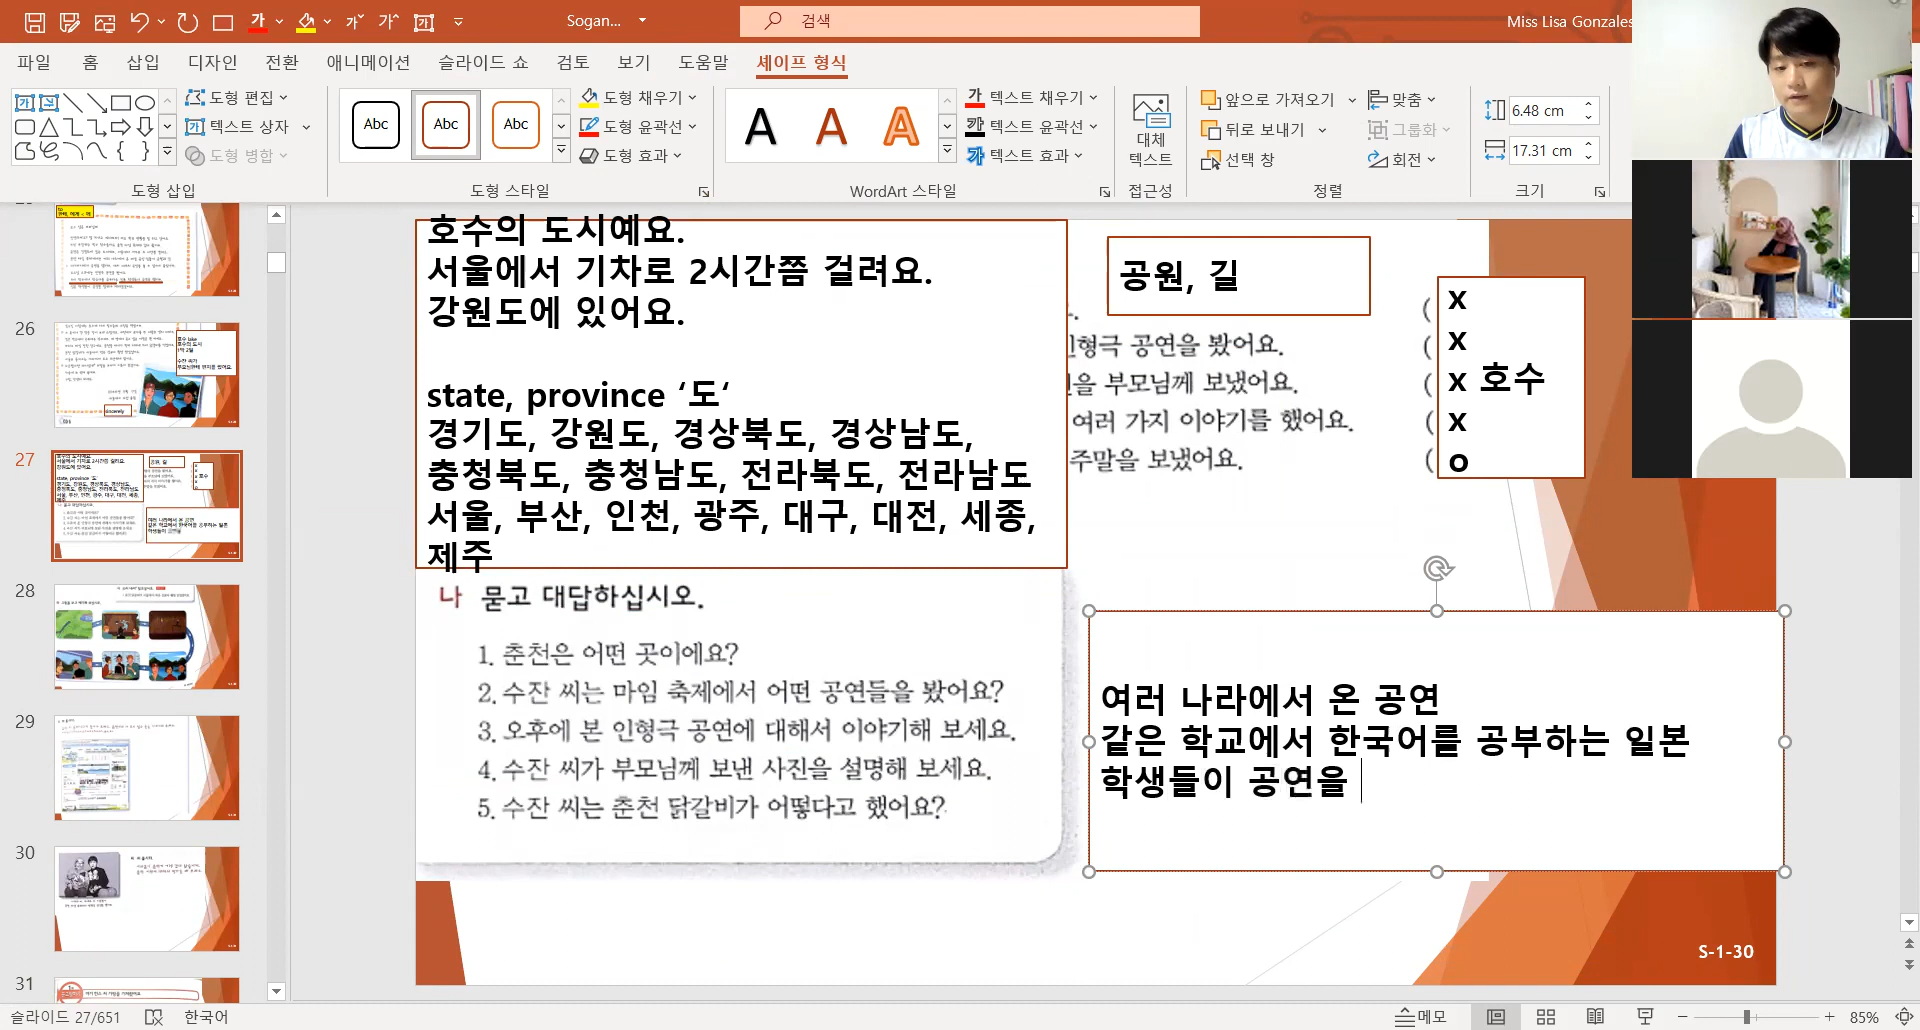 Sogan...
검색
Miss Lisa Gonzales
파일 홈 삽입 디자인 전환 애니메이션 슬라이드 쇼 검토 보기 도움말 셰이프 형식
도형 편집
텍스트 상자
도형 병합
도형 삽입
Abc Abc Abc
도형 채우기
도형 윤곽선
도형 효과
도형 스타일
A A A
텍스트 채우기
텍스트 윤곽선
텍스트 효과
WordArt 스타일
대체
텍스트
접근성
앞으로 가져오기
뒤로 보내기
선택 창
맞춤
그룹화
회전
정렬
6.48 cm
17.31 cm
크기
26
27
28
29
30
31
호수의 도시예요.
서울에서 기차로 2시간쯤 걸려요.
강원도에 있어요.
state, province ‘도‘
경기도, 강원도, 경상북도, 경상남도,
충청북도, 충청남도, 전라북도, 전라남도
서울, 부산, 인천, 광주, 대구, 대전, 세종,
제주
공원, 길
인형극 공연을 봤어요. (
을 부모님께 보냈어요. (
여러 가지 이야기를 했어요. (
주말을 보냈어요. (
x
x
x 호수
x
o
나 묻고 대답하십시오.
1. 춘천은 어떤 곳이에요?
2. 수잔 씨는 마임 축제에서 어떤 공연들을 봤어요?
3. 오후에 본 인형극 공연에 대해서 이야기해 보세요.
4. 수잔 씨가 부모님께 보낸 사진을 설명해 보세요.
5. 수잔 씨는 춘천 닭갈비가 어떻다고 했어요?
여러 나라에서 온 공연
같은 학교에서 한국어를 공부하는 일본
학생들이 공연을
S-1-30
슬라이드 27/651 한국어
메모 85%